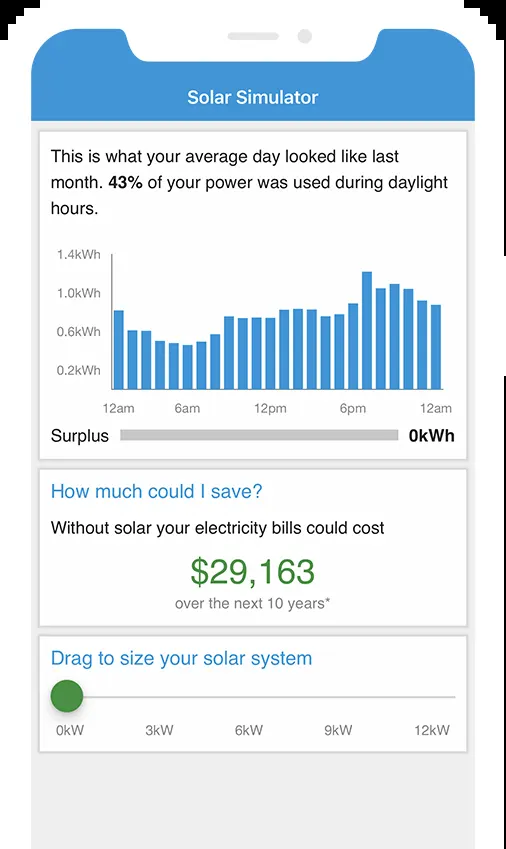 Solar Simulator
This is what your average day looked like last
month. 43% of your power was used during daylight
hours.
1.4kWh
1.0kWh
0.6kWh
0.2kWh
12am 6am 12pm 6pm 12am
Surplus 0kWh
How much could I save?
Without solar your electricity bills could cost
$29,163
over the next 10 years*
Drag to size your solar system
0kW 3kW 6kW 9kW 12kW